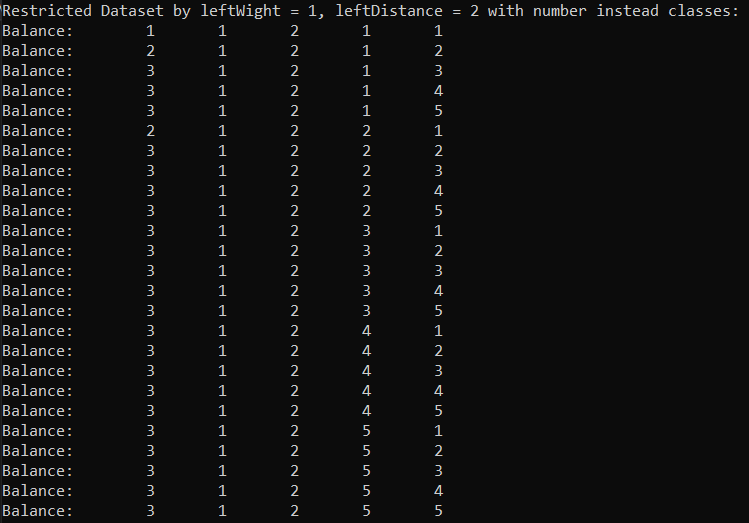 Restricted Dataset by leftWight = 1, leftDistance = 2 with number instead classes:
Balance: 1 1 2 1 1
Balance: 2 1 2 1 2
Balance: 3 1 2 1 3
Balance: 3 1 2 1 4
Balance: 3 1 2 1 5
Balance: 2 1 2 2 1
Balance: 3 1 2 2 2
Balance: 3 1 2 2 3
Balance: 3 1 2 2 4
Balance: 3 1 2 2 5
Balance: 3 1 2 3 1
Balance: 3 1 2 3 2
Balance: 3 1 2 3 3
Balance: 3 1 2 3 4
Balance: 3 1 2 3 5
Balance: 3 1 2 4 1
Balance: 3 1 2 4 2
Balance: 3 1 2 4 3
Balance: 3 1 2 4 4
Balance: 3 1 2 4 5
Balance: 3 1 2 5 1
Balance: 3 1 2 5 2
Balance: 3 1 2 5 3
Balance: 3 1 2 5 4
Balance: 3 1 2 5 5